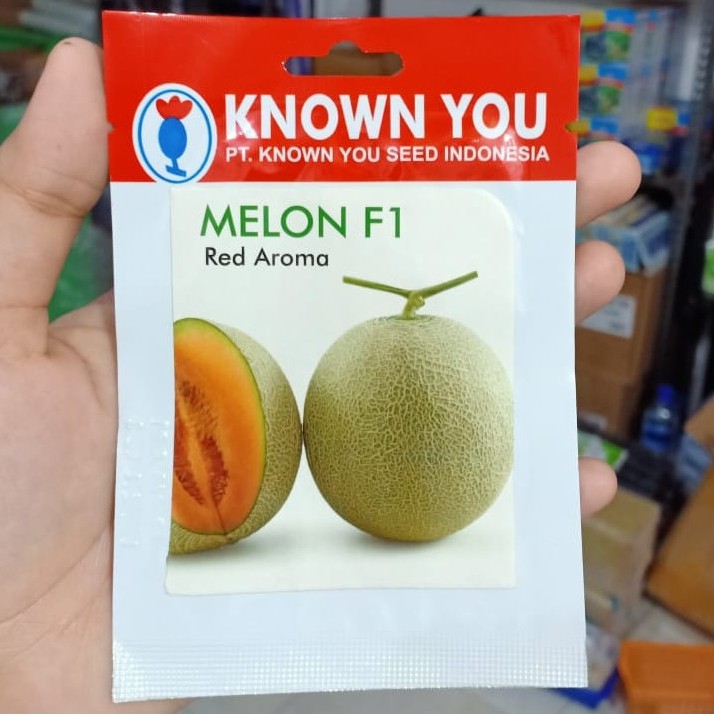 KNOWN YOU
PT. KNOWN YOU SEED INDONESIA
MELON F1
Red Aroma